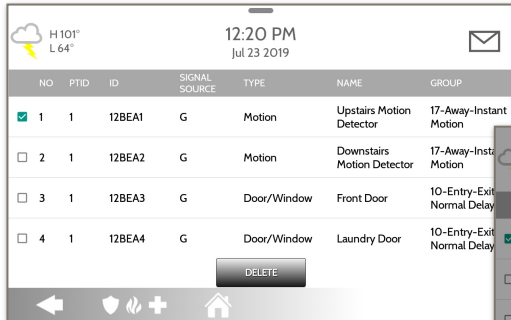 H 101°
L 64°
12:20 PM
Jul 23 2019
NO PTID ID SIGNAL SOURCE TYPE NAME GROUP
1 1 12BEA1 G Motion Upstairs Motion Detector 17-Away-Instant Motion
2 1 12BEA2 G Motion Downstairs Motion Detector 17-Away-Insta Motion
3 1 12BEA3 G Door/Window Front Door 10-Entry-Exit Normal Delay
4 1 12BEA4 G Door/Window Laundry Door 10-Entry-Exit Normal Delay
DELETE